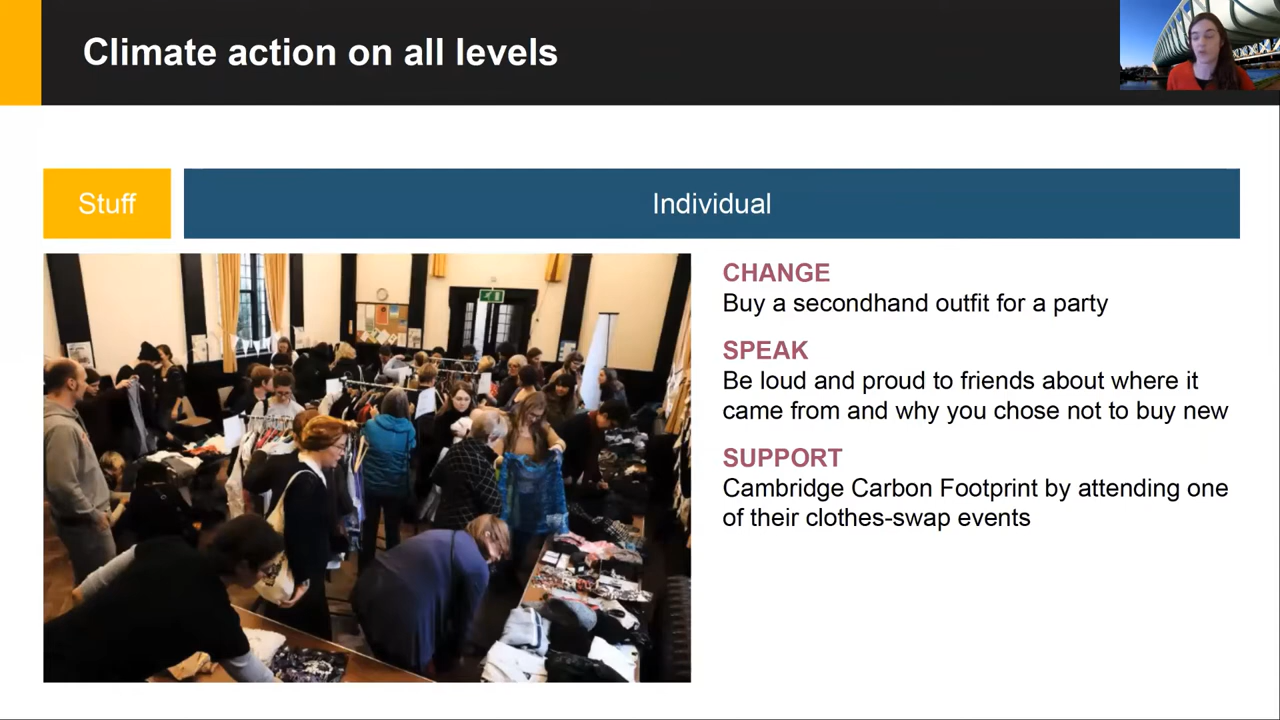 Climate action on all levels
Stuff
Individual
CHANGE
Buy a secondhand outfit for a party
SPEAK
Be loud and proud to friends about where it
came from and why you chose not to buy new
SUPPORT
Cambridge Carbon Footprint by attending one
of their clothes-swap events